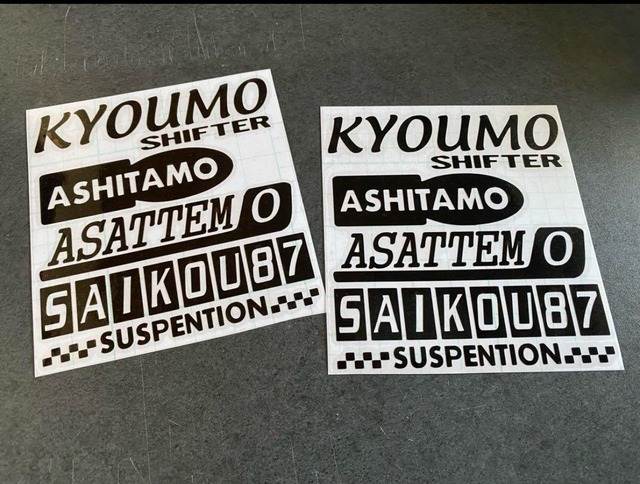 KYOUMO
SHIFTER
ASHITAMO
ASATTEMO
SAIKOU87
SUSPENTION
KYOUMO
SHIFTER
ASHITAMO
ASATTEMO
SAIKOU87
SUSPENTION